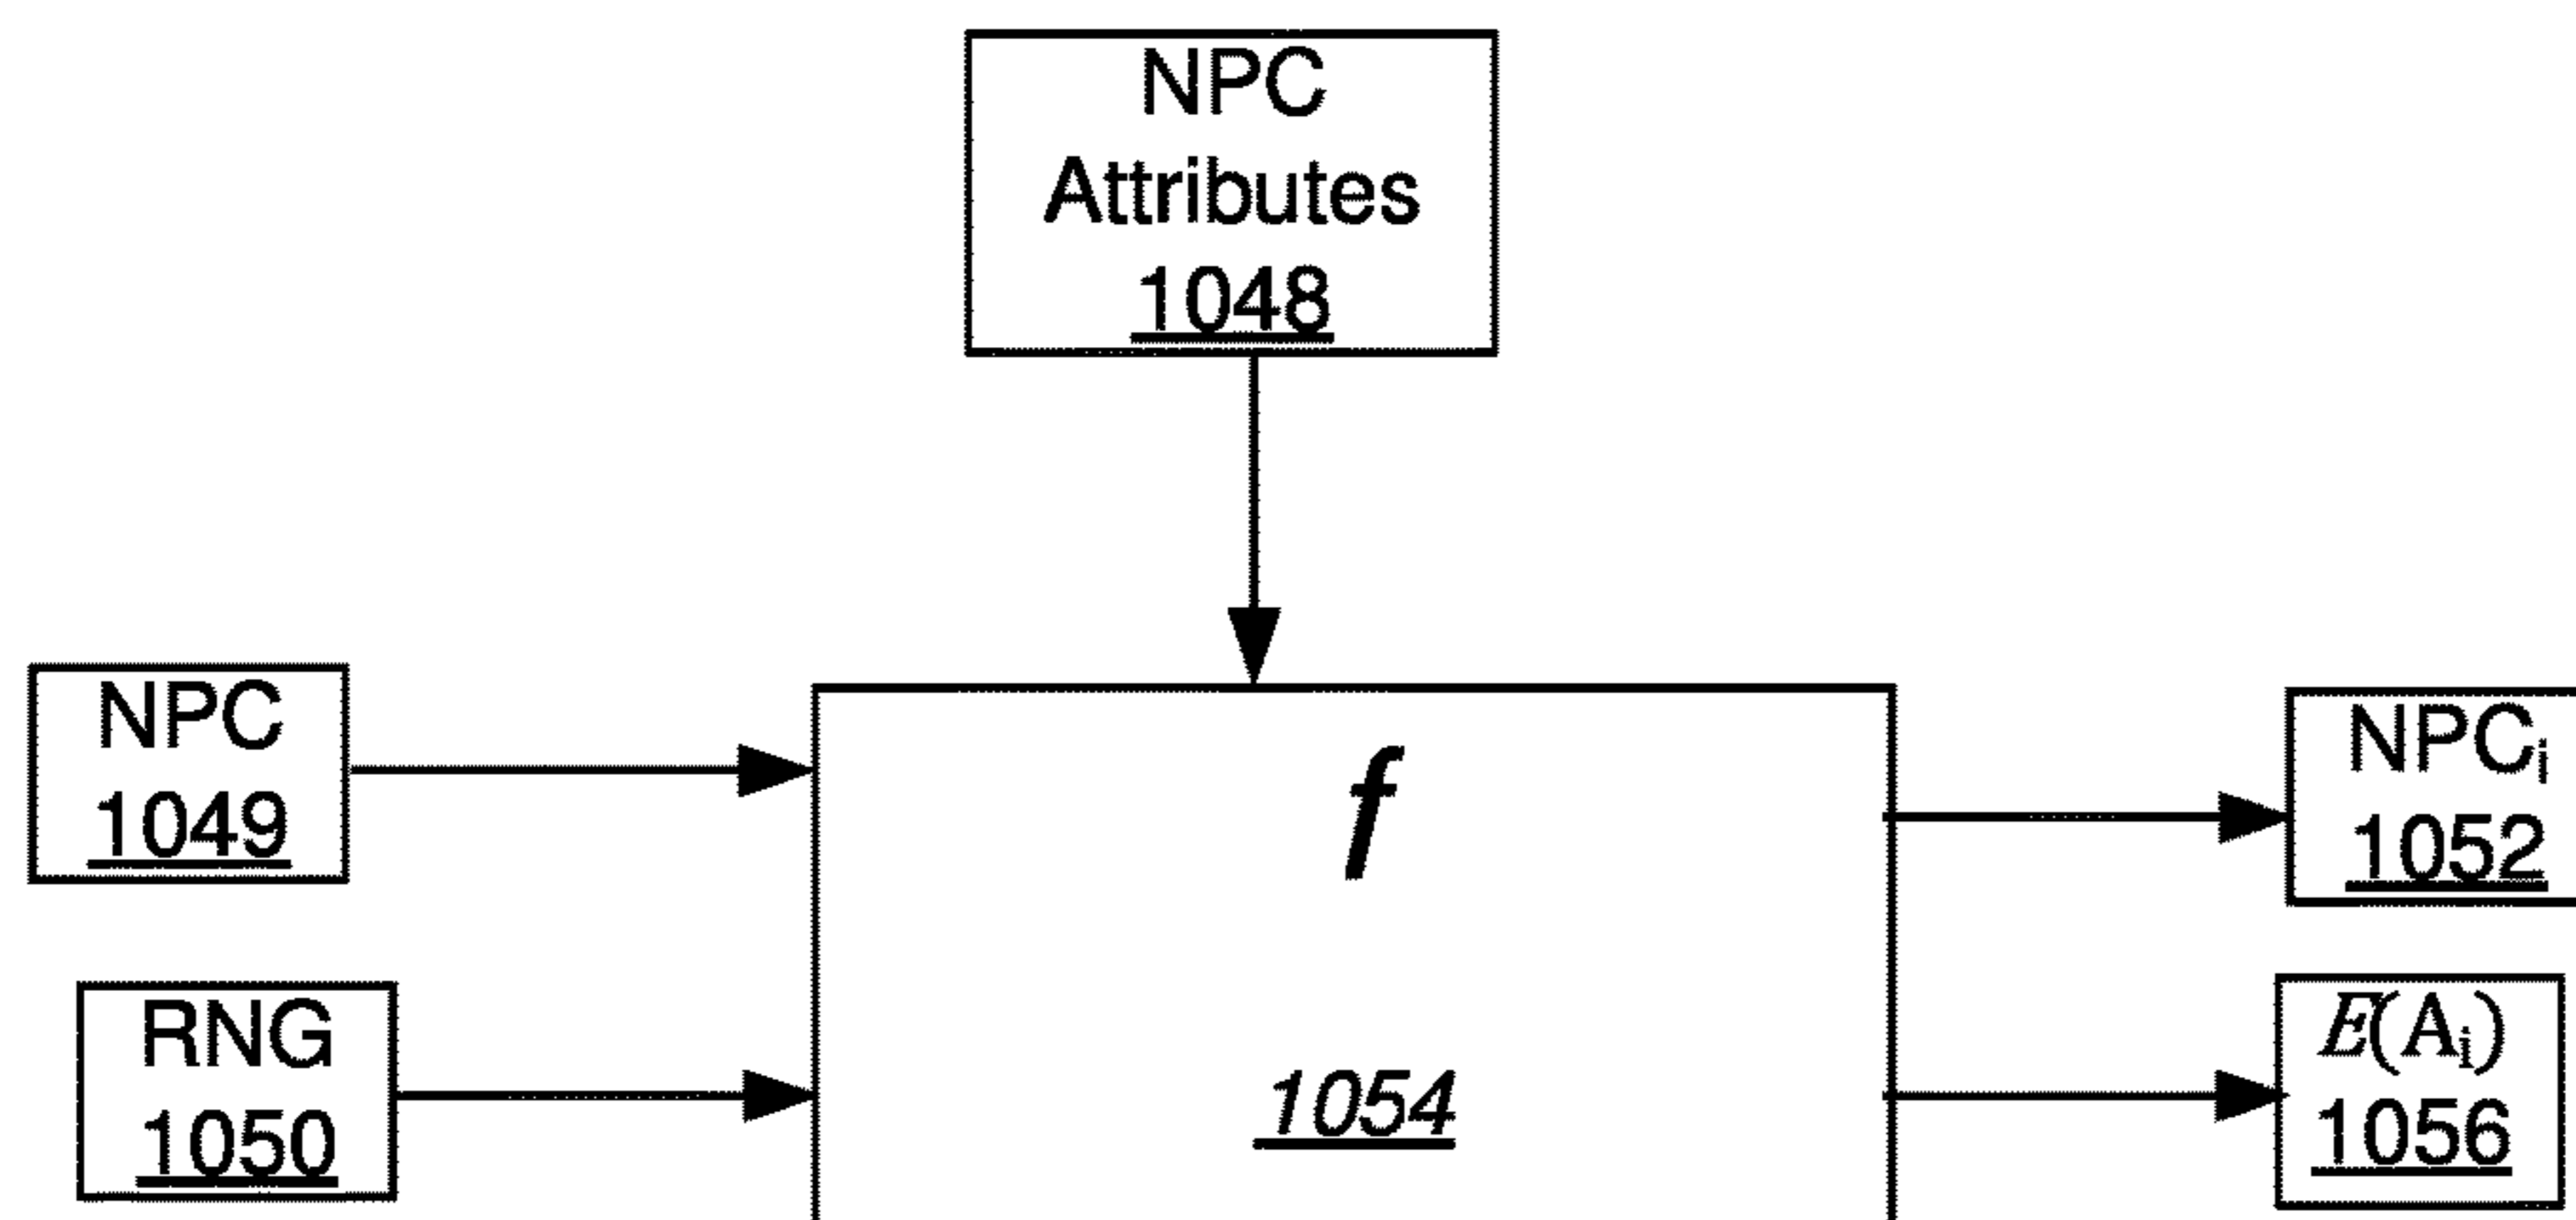 NPC
Attributes
1048
NPC
1049
RNG
1050
f
1054
NPCᵢ
1052
E(Aᵢ)
1056